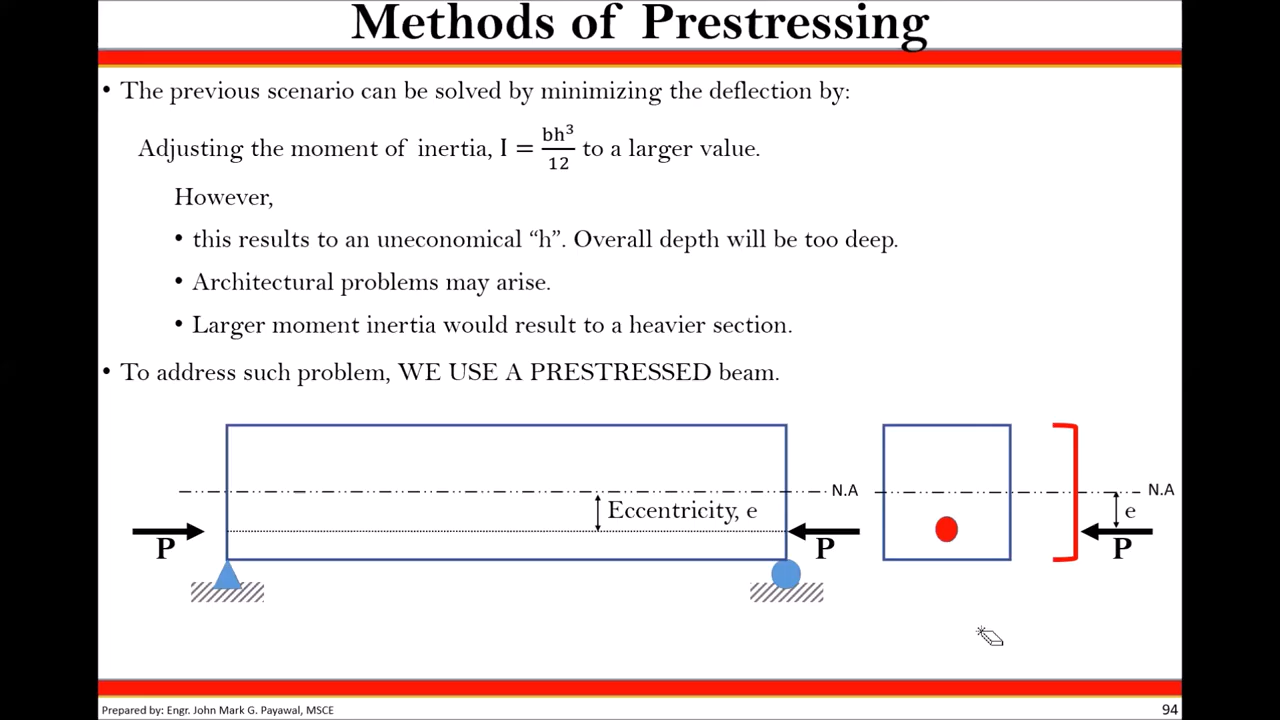 Methods of Prestressing
• The previous scenario can be solved by minimizing the deflection by:
Adjusting the moment of inertia, I = bh³/12 to a larger value.
However,
• this results to an uneconomical “h”. Overall depth will be too deep.
• Architectural problems may arise.
• Larger moment inertia would result to a heavier section.
• To address such problem, WE USE A PRESTRESSED beam.
N.A N.A
Eccentricity, e e
P P P
Prepared by: Engr. John Mark G. Payawal, MSCE 94